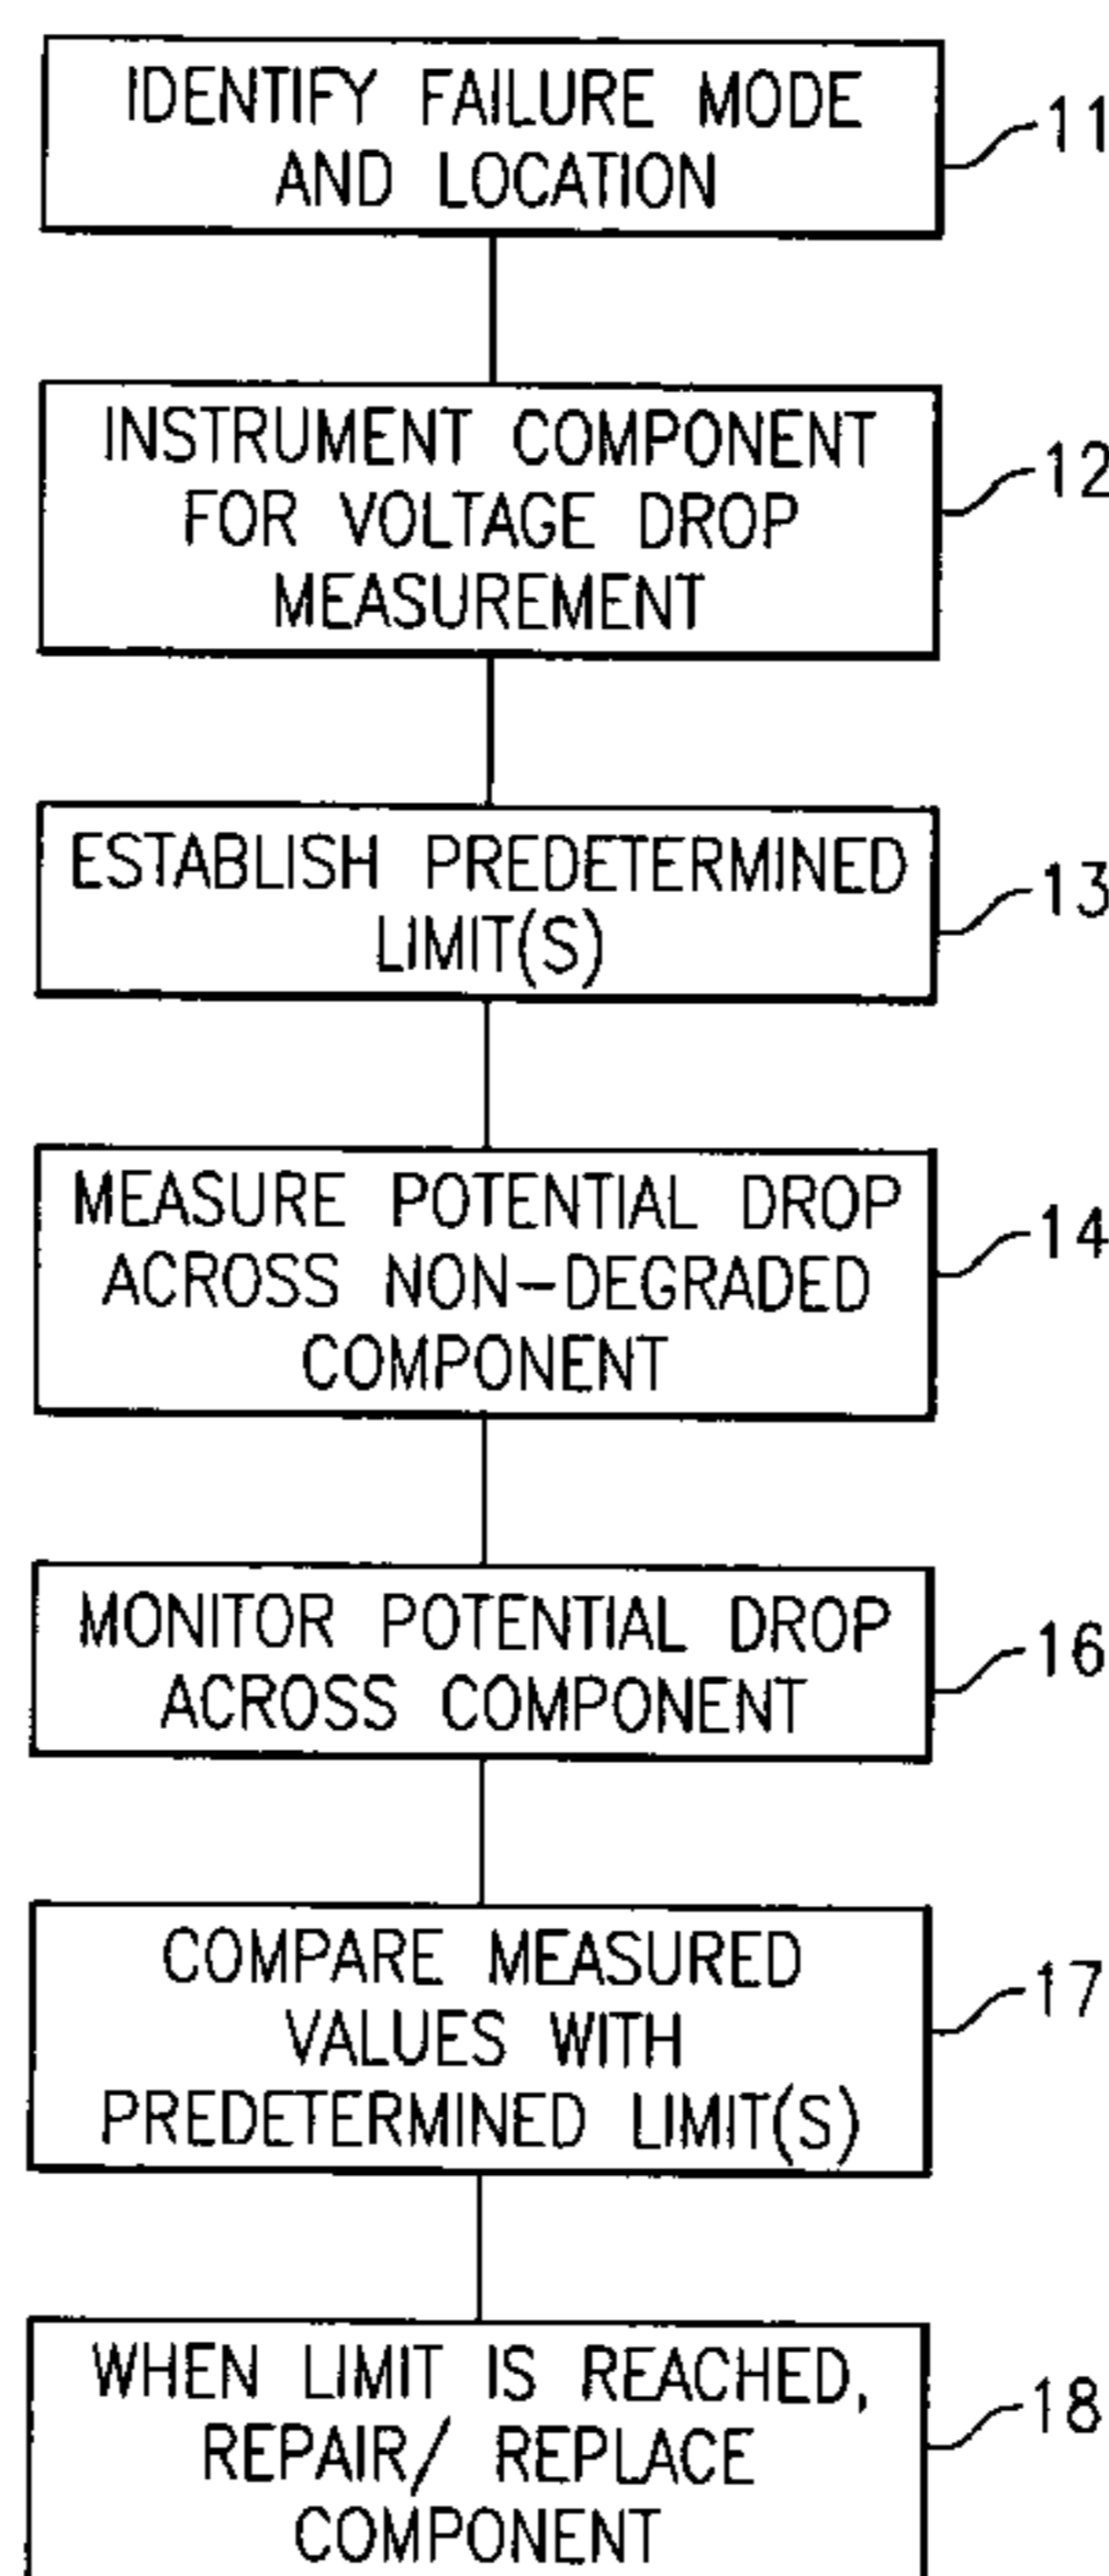 IDENTIFY FAILURE MODE
AND LOCATION
11
INSTRUMENT COMPONENT
FOR VOLTAGE DROP
MEASUREMENT
12
ESTABLISH PREDETERMINED
LIMIT(S)
13
MEASURE POTENTIAL DROP
ACROSS NON-DEGRADED
COMPONENT
14
MONITOR POTENTIAL DROP
ACROSS COMPONENT
16
COMPARE MEASURED
VALUES WITH
PREDETERMINED LIMIT(S)
17
WHEN LIMIT IS REACHED,
REPAIR/ REPLACE
COMPONENT
18